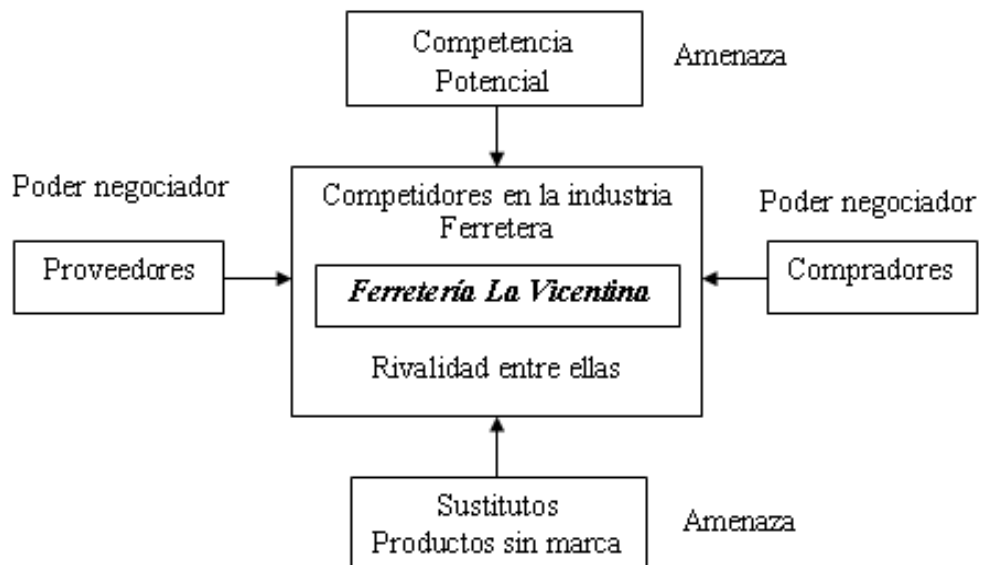 Competencia
Potencial
Amenaza
Poder negociador
Proveedores
Competidores en la industria
Ferretera
Ferretería La Vicentina
Rivalidad entre ellas
Poder negociador
Compradores
Sustitutos
Productos sin marca
Amenaza